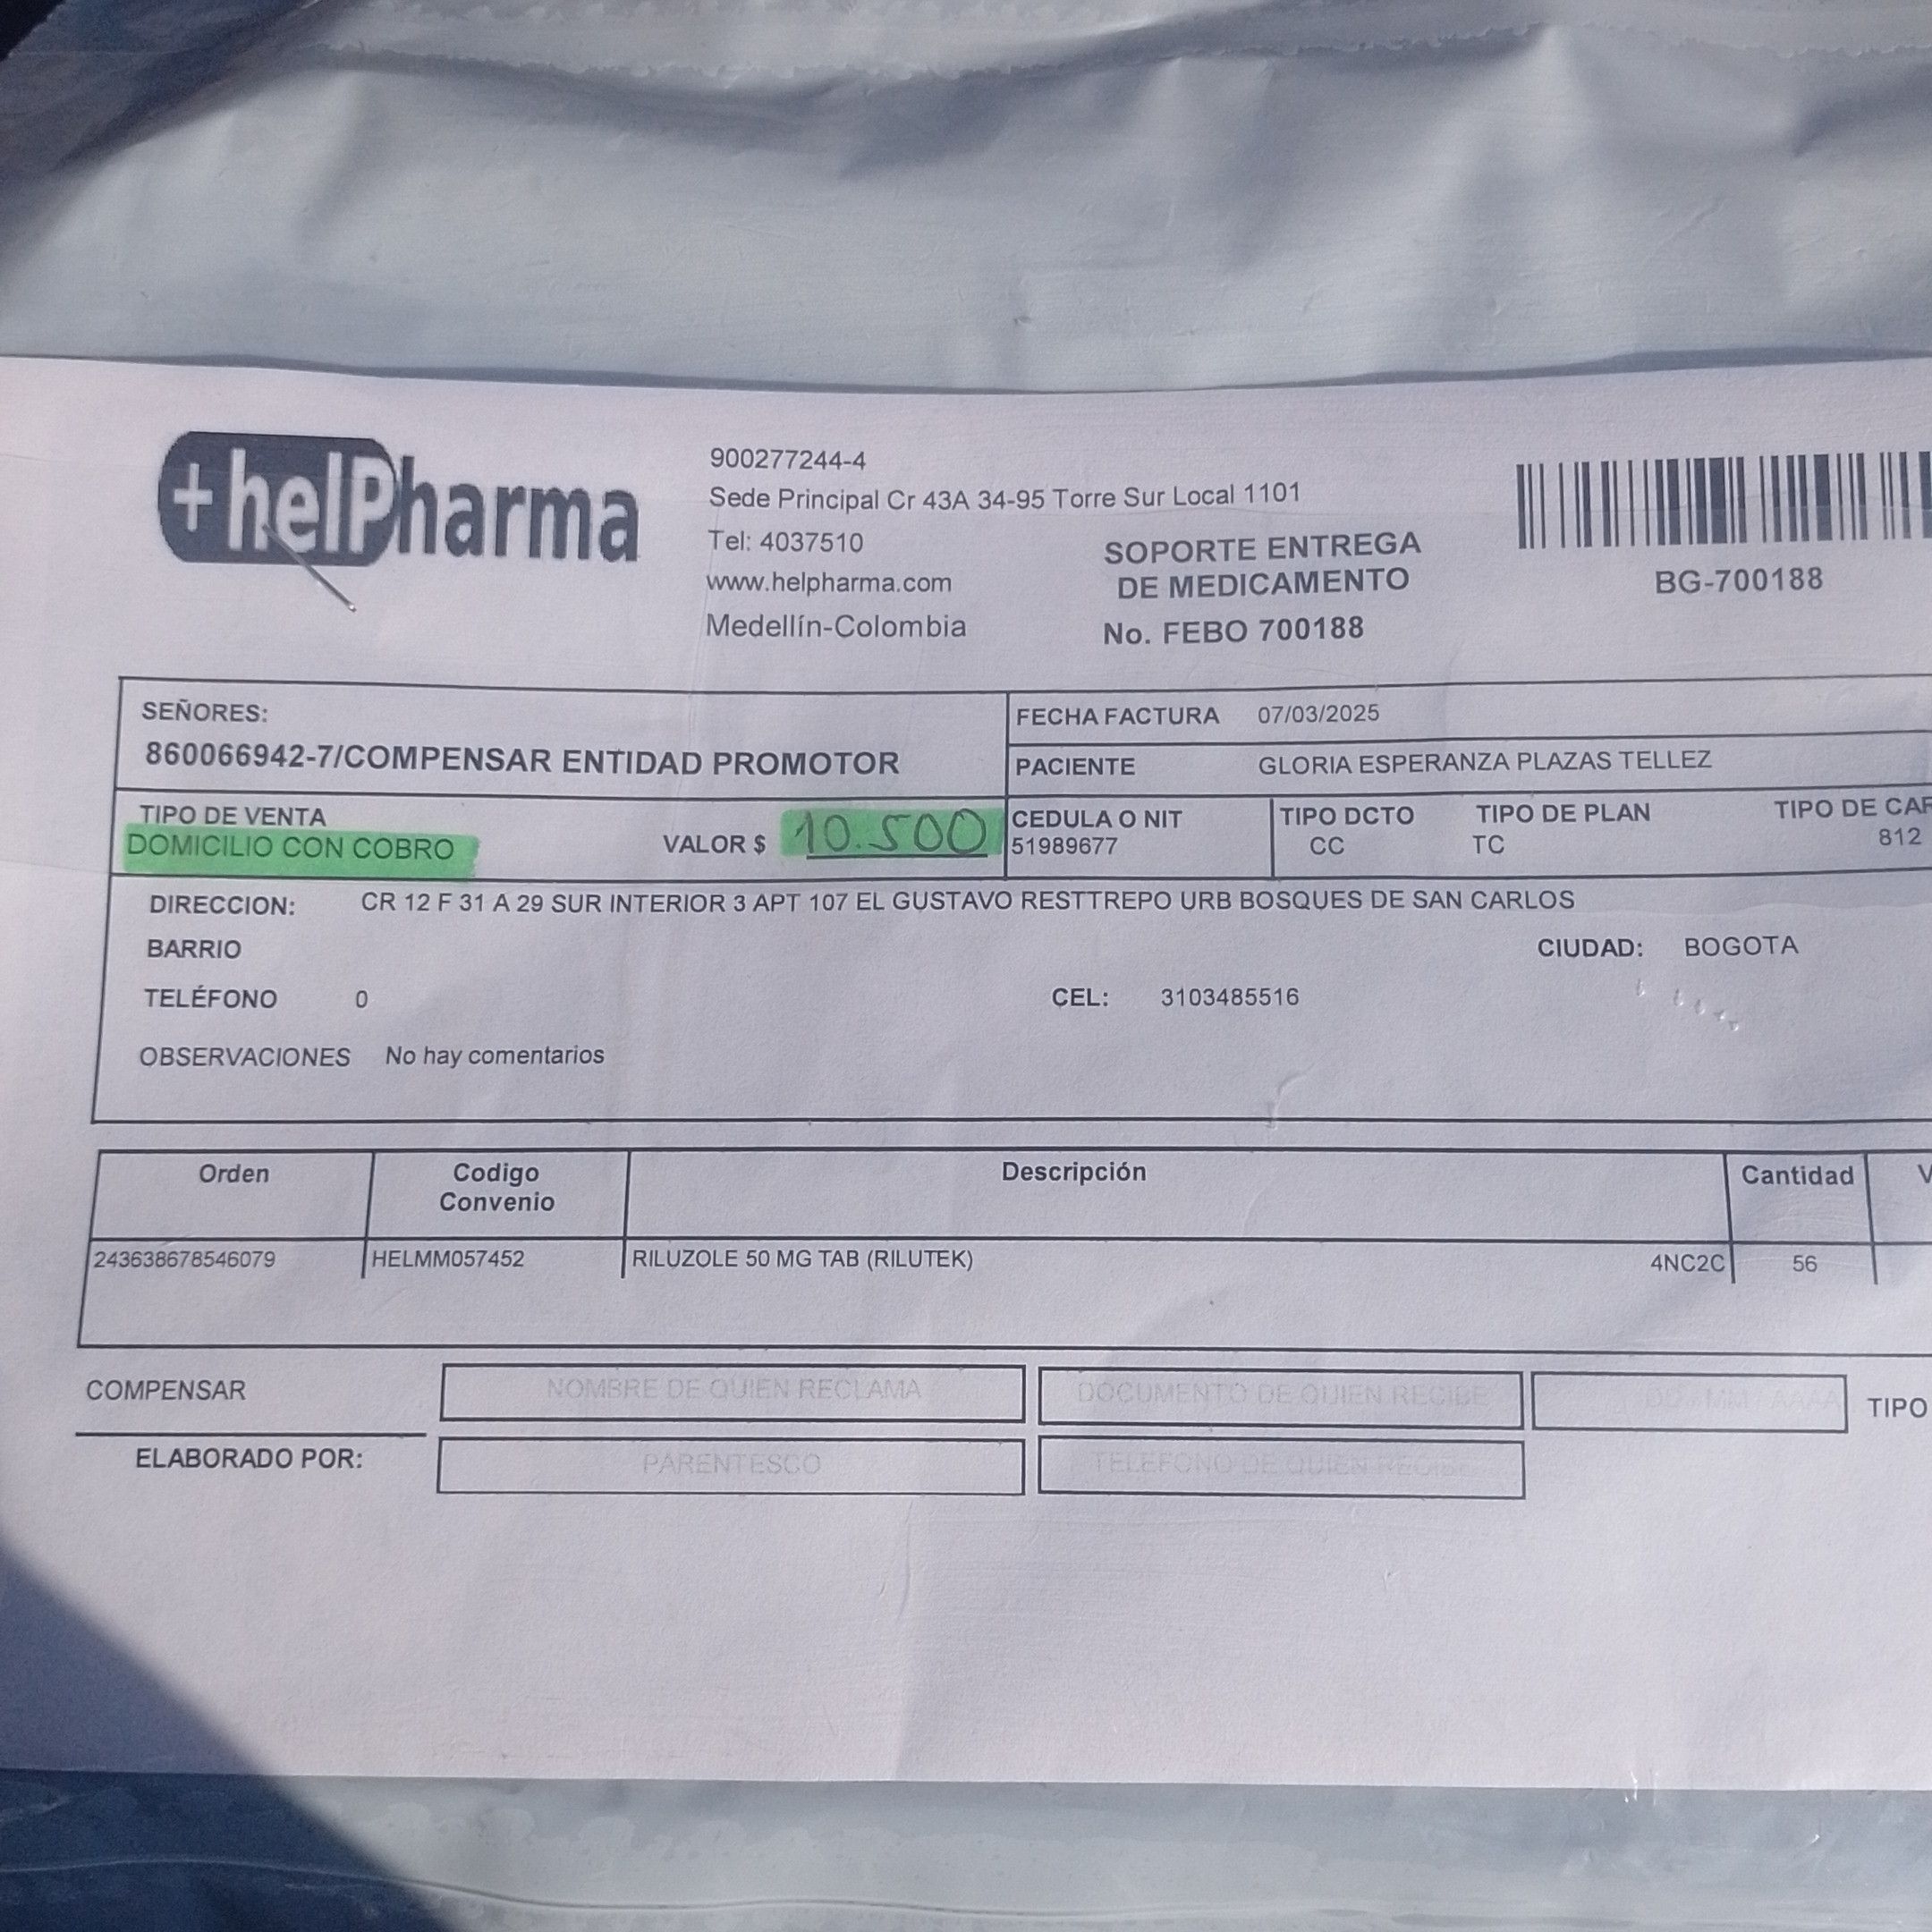 +helPharma
900277244-4
Sede Principal Cr 43A 34-95 Torre Sur Local 1101
Tel: 4037510
www.helpharma.com
Medellín-Colombia
SOPORTE ENTREGA
DE MEDICAMENTO
No. FEBO 700188
BG-700188
SEÑORES:
860066942-7/COMPENSAR ENTIDAD PROMOTOR
FECHA FACTURA 07/03/2025
PACIENTE GLORIA ESPERANZA PLAZAS TELLEZ
TIPO DE VENTA
DOMICILIO CON COBRO
VALOR $ 10.500
CEDULA O NIT
51989677
TIPO DCTO
CC
TIPO DE PLAN
TC
TIPO DE CAR
812
DIRECCION: CR 12 F 31 A 29 SUR INTERIOR 3 APT 107 EL GUSTAVO RESTTREPO URB BOSQUES DE SAN CARLOS
BARRIO CIUDAD: BOGOTA
TELÉFONO 0 CEL: 3103485516
OBSERVACIONES No hay comentarios
Orden Codigo Convenio Descripción Cantidad V
243638678546079 HELMM057452 RILUZOLE 50 MG TAB (RILUTEK) 4NC2C 56
COMPENSAR NOMBRE DE QUIEN RECLAMA DOCUMENTO DE QUIEN RECIBE DD MM AAAA TIPO
ELABORADO POR: PARENTESCO TELEFONO DE QUIEN RECIBE